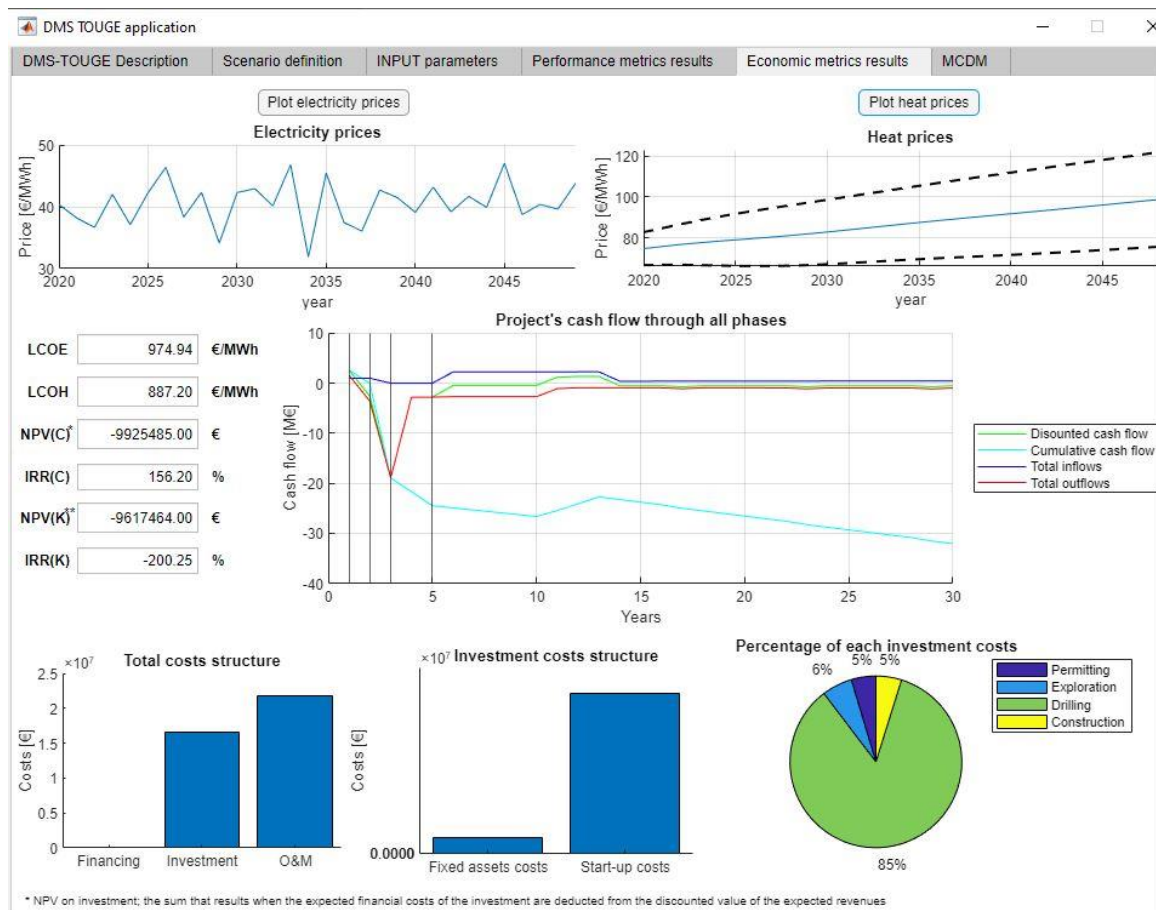 DMS TOUGE application
DMS-TOUGE Description Scenario definition INPUT parameters Performance metrics results Economic metrics results MCDM
Plot electricity prices
Plot heat prices
Electricity prices
Heat prices
Price [€/MWh]
50
40
30
2020 2025 2030 2035 2040 2045
year
Price [€/MWh]
120
100
80
2020 2025 2030 2035 2040 2045
year
LCOE 974.94 €/MWh
LCOH 887.20 €/MWh
NPV(C)* -9925485.00 €
IRR(C) 156.20 %
NPV(K)** -9617464.00 €
IRR(K) -200.25 %
Project's cash flow through all phases
Cash flow [M€]
10
0
-10
-20
-30
-40
0 5 10 15 20 25 30
Years
Disounted cash flow
Cumulative cash flow
Total inflows
Total outflows
×10⁷ Total costs structure
Costs [€]
2.5
2
1.5
1
0.5
0
Financing Investment O&M
×10⁷ Investment costs structure
Costs [€]
0.0000
Fixed assets costs Start-up costs
Percentage of each investment costs
6% 5% 5%
85%
Permitting
Exploration
Drilling
Construction
* NPV on investment; the sum that results when the expected financial costs of the investment are deducted from the discounted value of the expected revenues